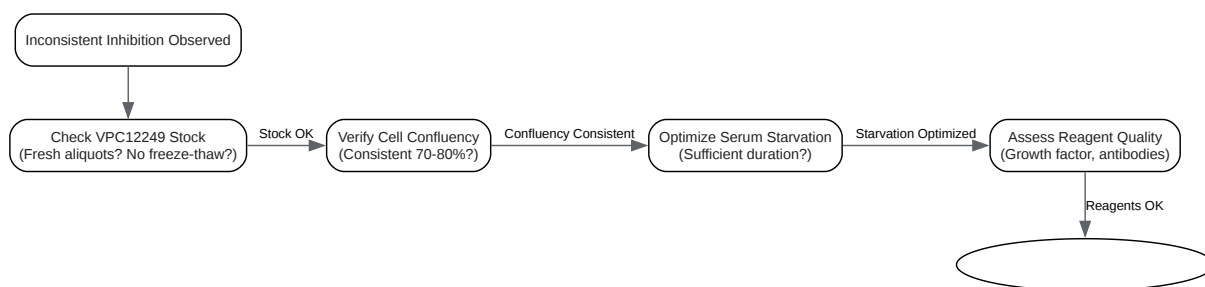 Inconsistent Inhibition Observed
Check VPC12249 Stock
(Fresh aliquots? No freeze-thaw?)
Stock OK
Verify Cell Confluency
(Consistent 70-80%?)
Confluency Consistent
Optimize Serum Starvation
(Sufficient duration?)
Starvation Optimized
Assess Reagent Quality
(Growth factor, antibodies)
Reagents OK